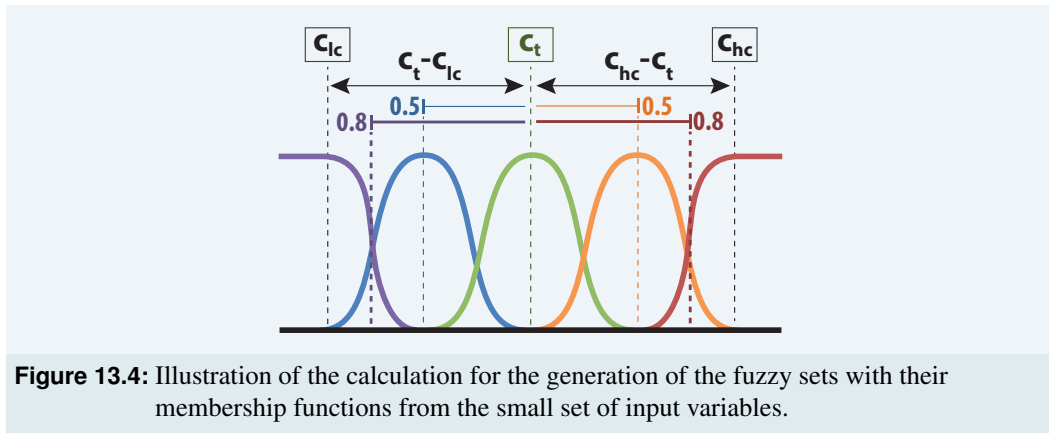 C_lc C_t C_hc
C_t-C_lc C_hc-C_t
0.5 0.5
0.8 0.8
Figure 13.4: Illustration of the calculation for the generation of the fuzzy sets with their
membership functions from the small set of input variables.